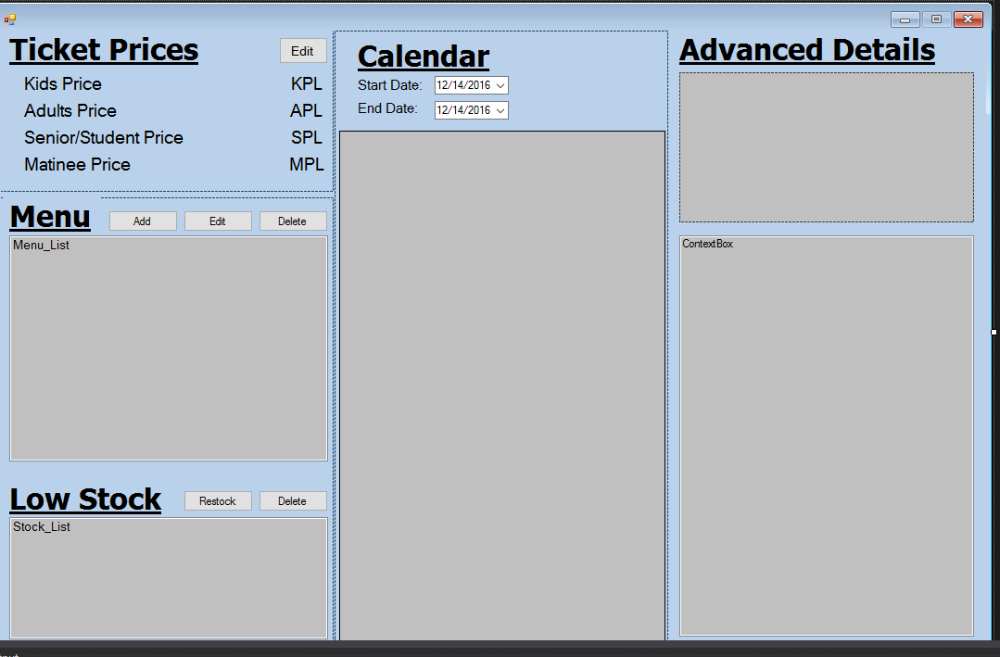 Ticket Prices
Edit
Kids Price KPL
Adults Price APL
Senior/Student Price SPL
Matinee Price MPL
Menu
Add Edit Delete
Menu_List
Low Stock
Restock Delete
Stock_List
Calendar
Start Date: 12/14/2016
End Date: 12/14/2016
Advanced Details
ContextBox